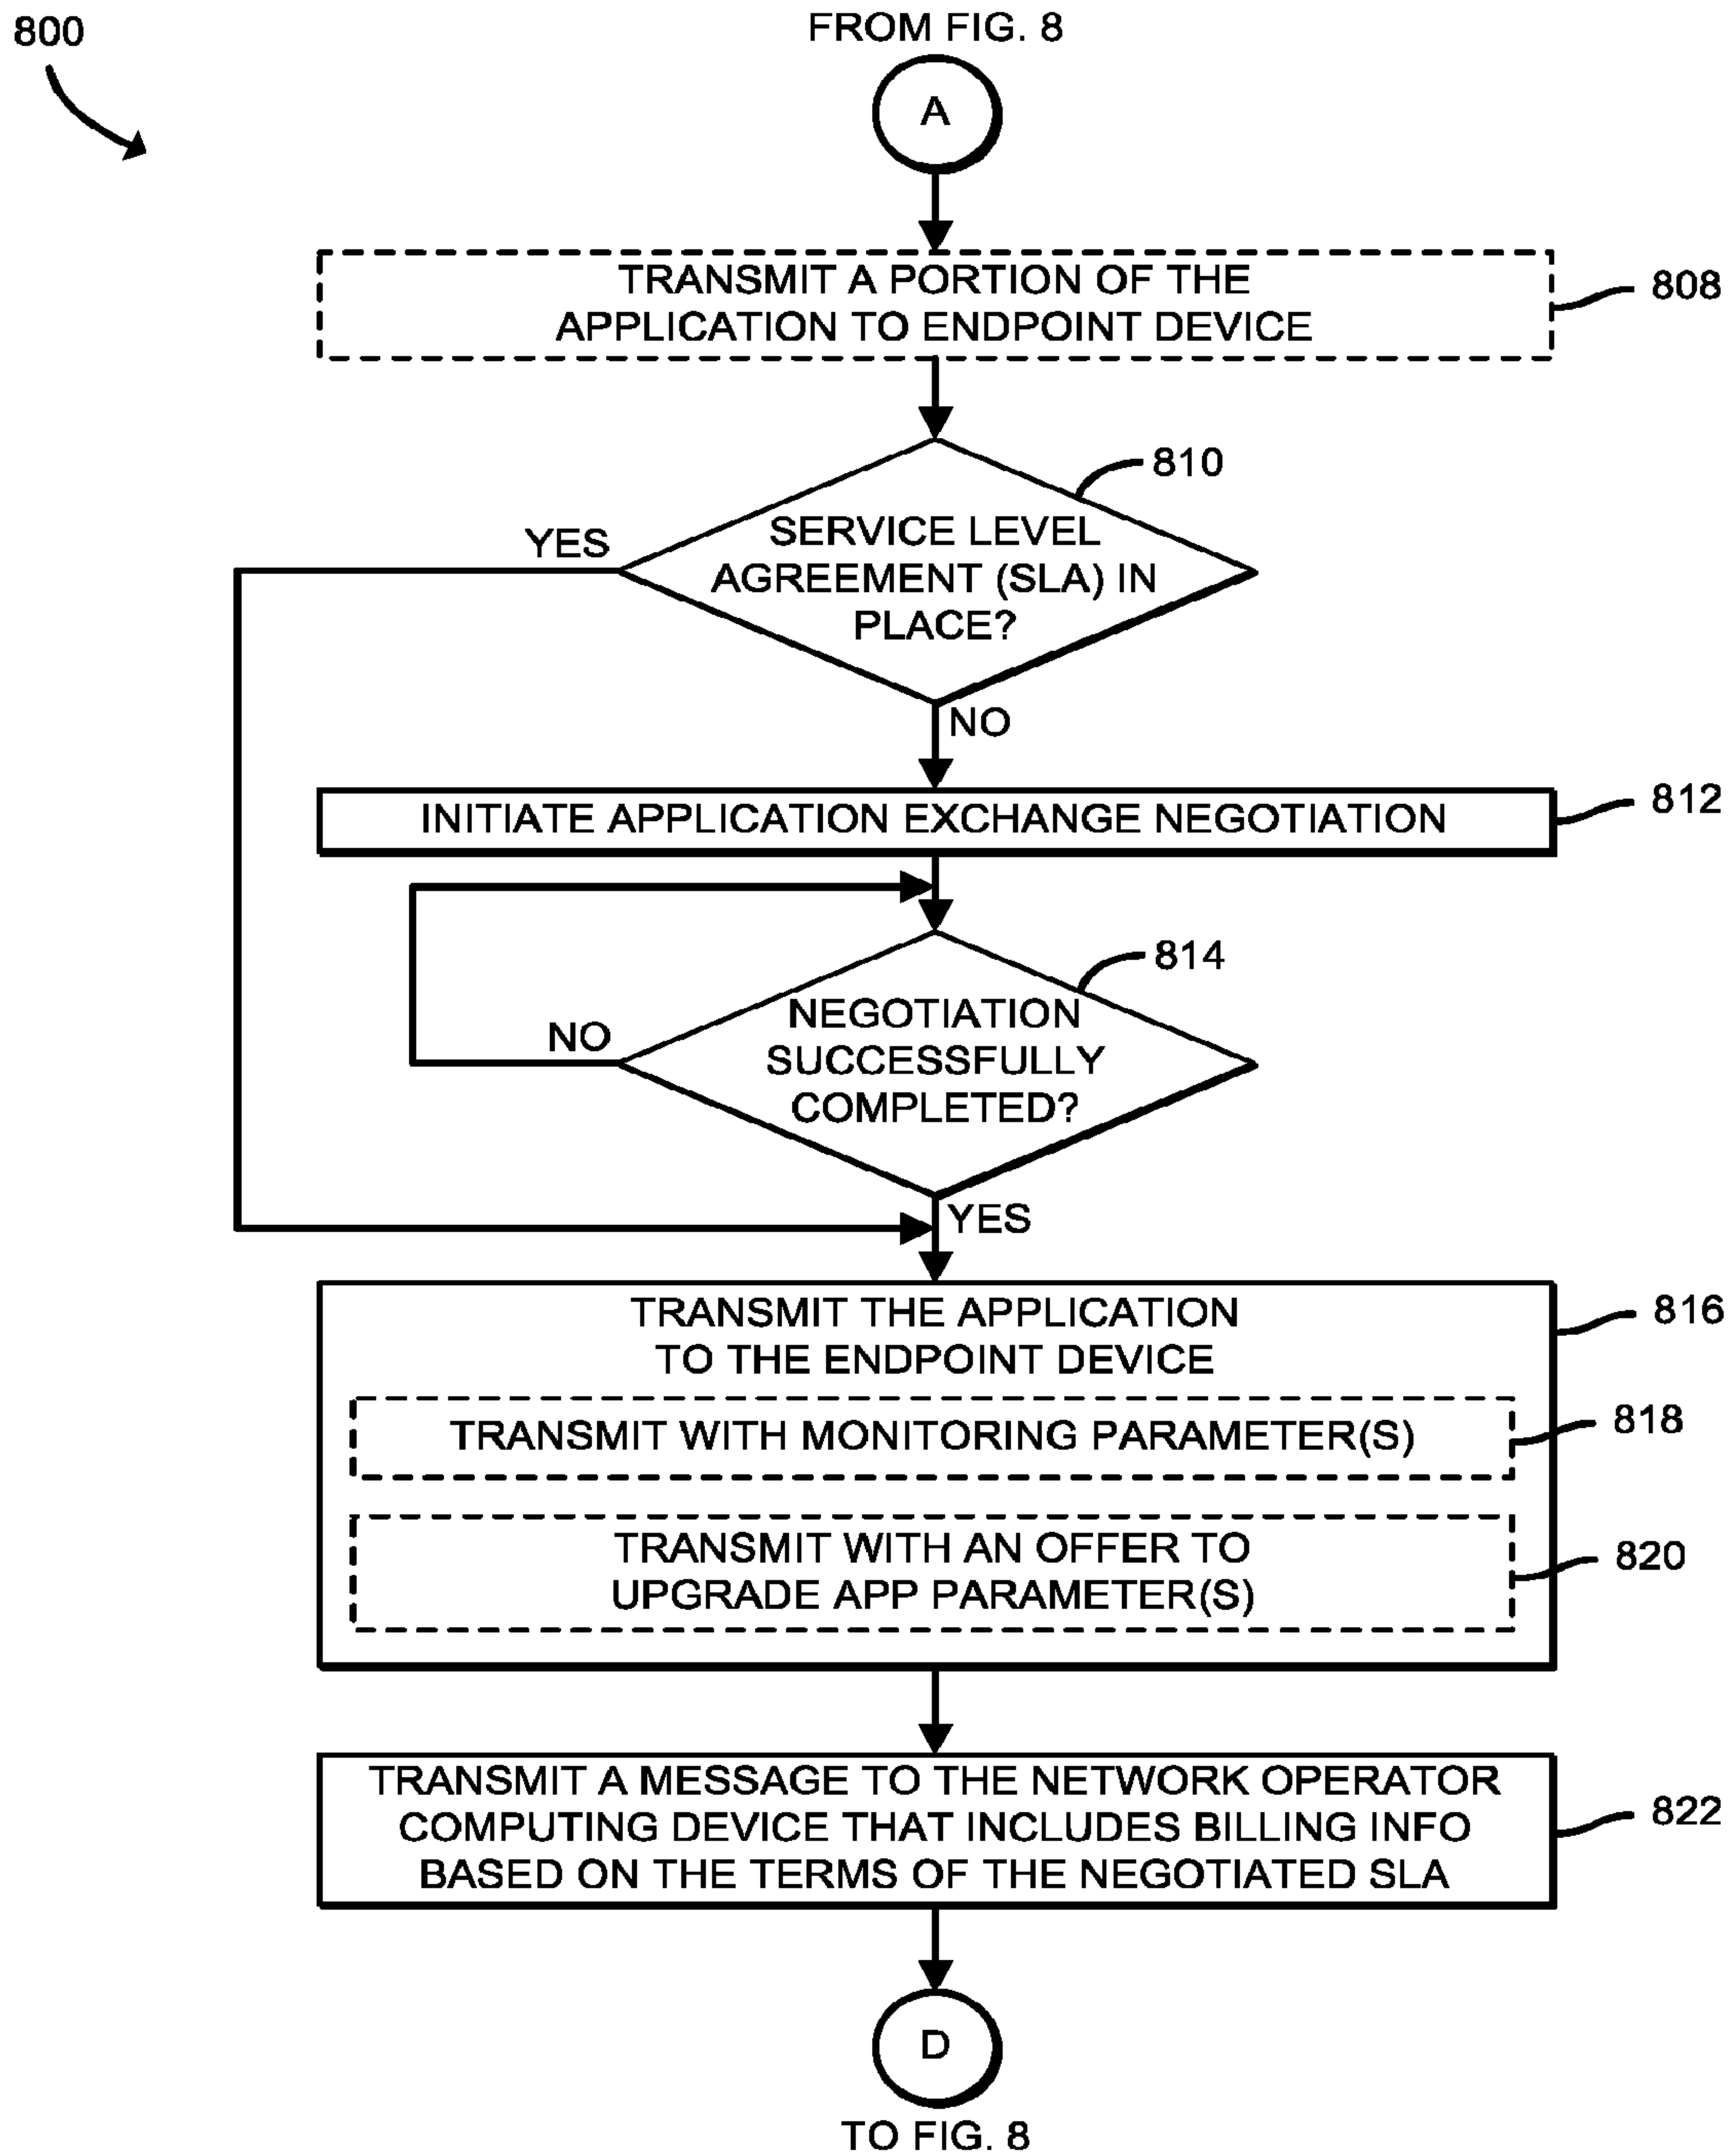 800
FROM FIG. 8
A
TRANSMIT A PORTION OF THE
APPLICATION TO ENDPOINT DEVICE
808
810
SERVICE LEVEL
AGREEMENT (SLA) IN
PLACE?
YES
NO
INITIATE APPLICATION EXCHANGE NEGOTIATION
812
814
NEGOTIATION
SUCCESSFULLY
COMPLETED?
NO
YES
TRANSMIT THE APPLICATION
TO THE ENDPOINT DEVICE
816
TRANSMIT WITH MONITORING PARAMETER(S)
818
TRANSMIT WITH AN OFFER TO
UPGRADE APP PARAMETER(S)
820
TRANSMIT A MESSAGE TO THE NETWORK OPERATOR
COMPUTING DEVICE THAT INCLUDES BILLING INFO
BASED ON THE TERMS OF THE NEGOTIATED SLA
822
D
TO FIG. 8